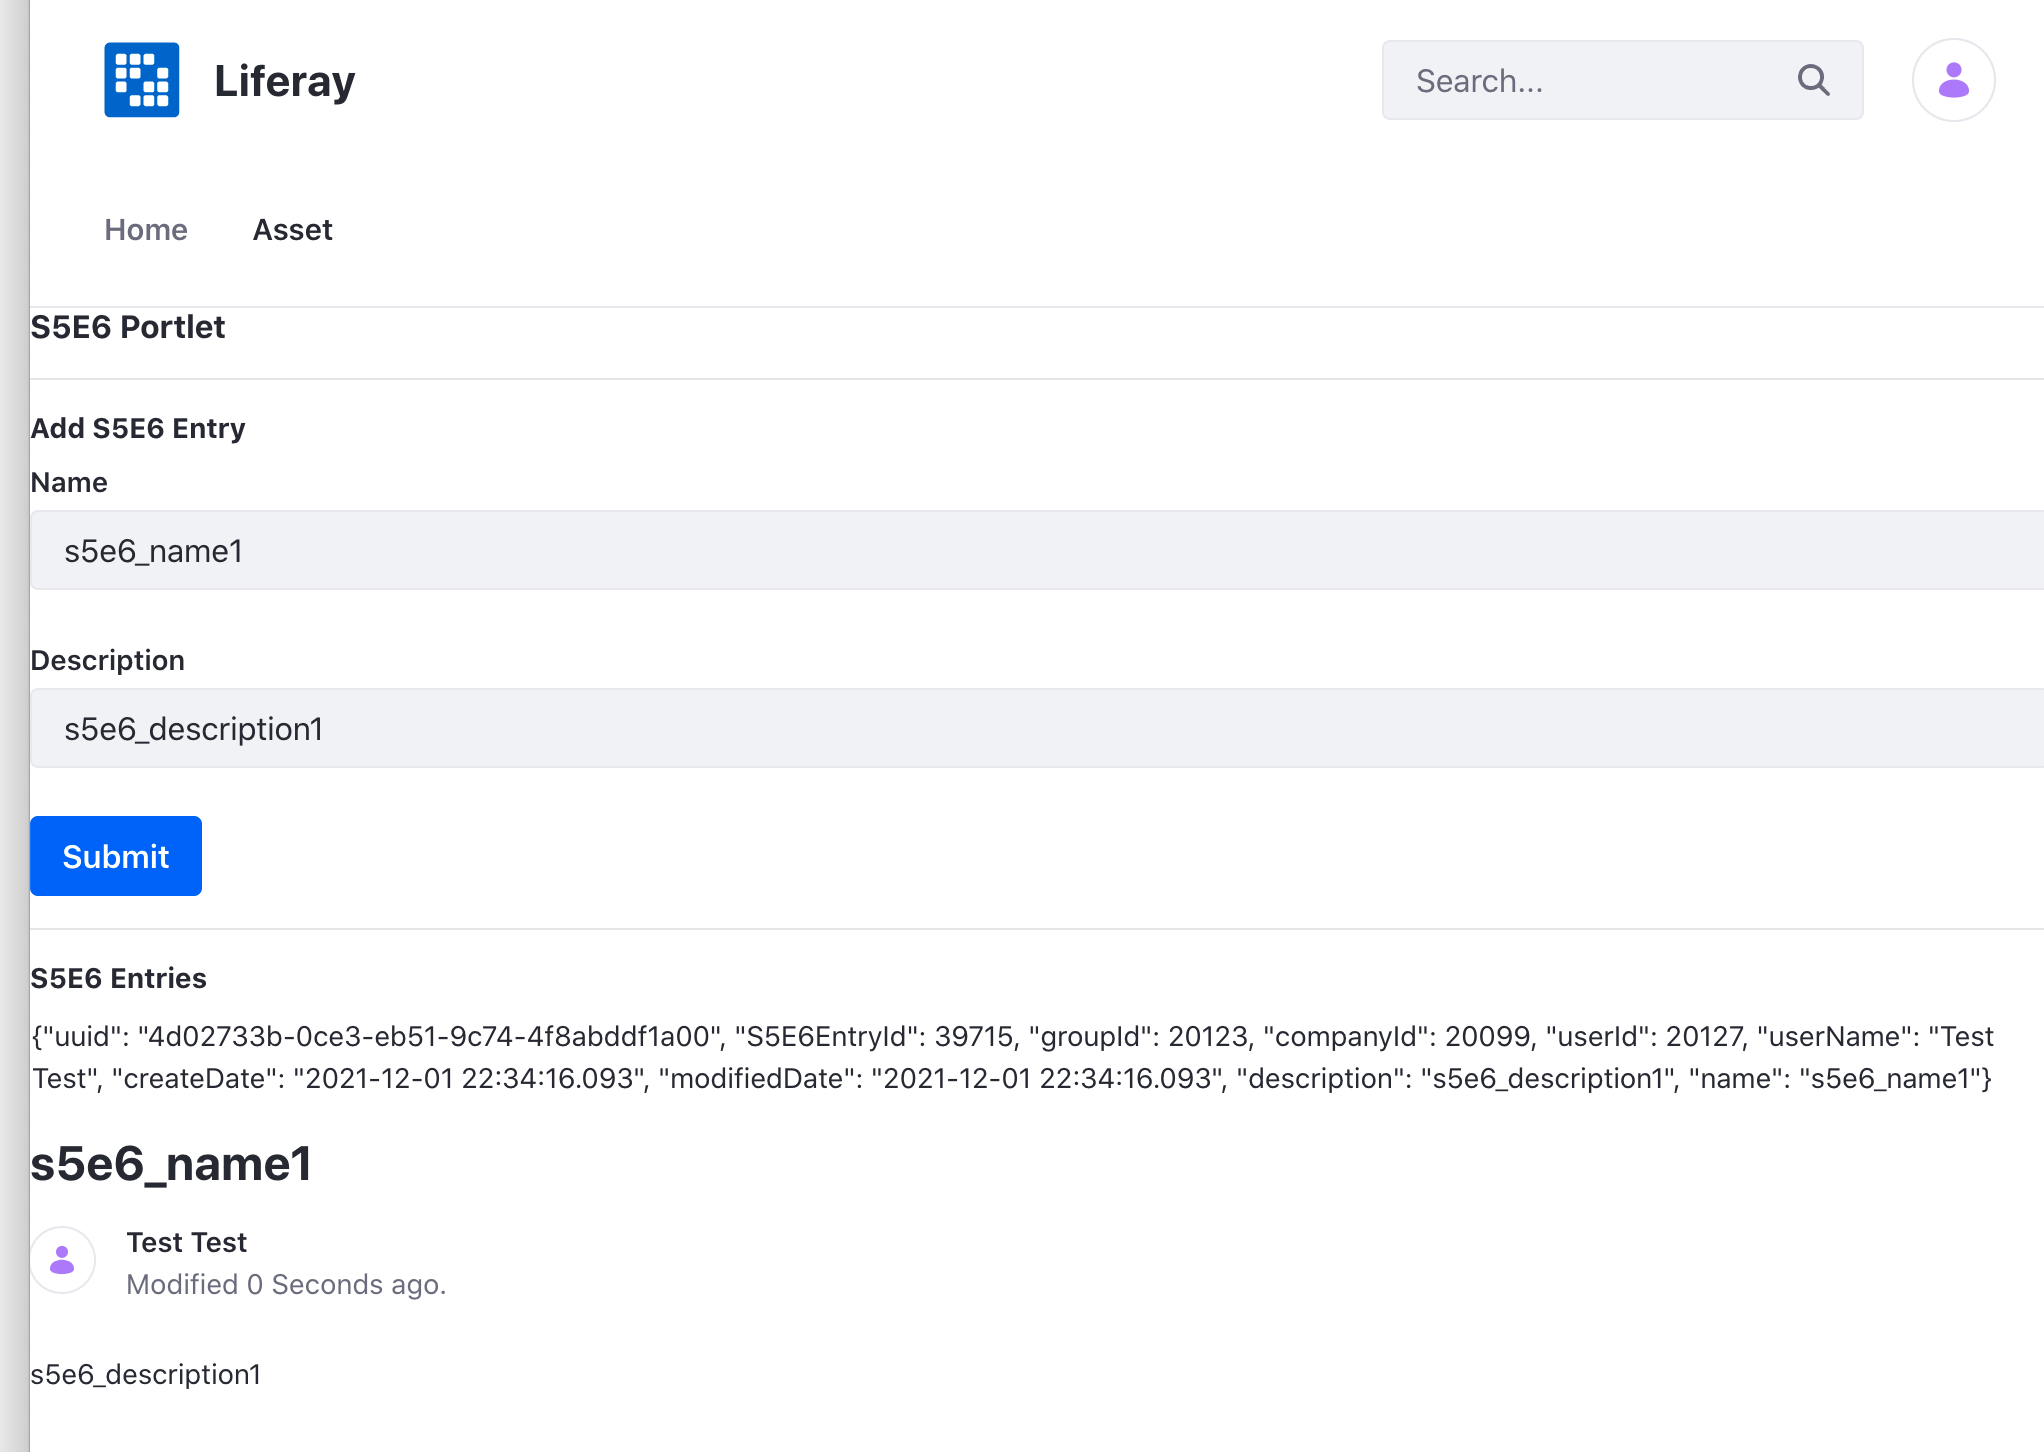 Liferay
Search...
Home Asset
S5E6 Portlet
Add S5E6 Entry
Name
s5e6_name1
Description
s5e6_description1
Submit
S5E6 Entries
{"uuid": "4d02733b-0ce3-eb51-9c74-4f8abddf1a00", "S5E6EntryId": 39715, "groupId": 20123, "companyId": 20099, "userId": 20127, "userName": "Test
Test", "createDate": "2021-12-01 22:34:16.093", "modifiedDate": "2021-12-01 22:34:16.093", "description": "s5e6_description1", "name": "s5e6_name1"}
s5e6_name1
Test Test
Modified 0 Seconds ago.
s5e6_description1